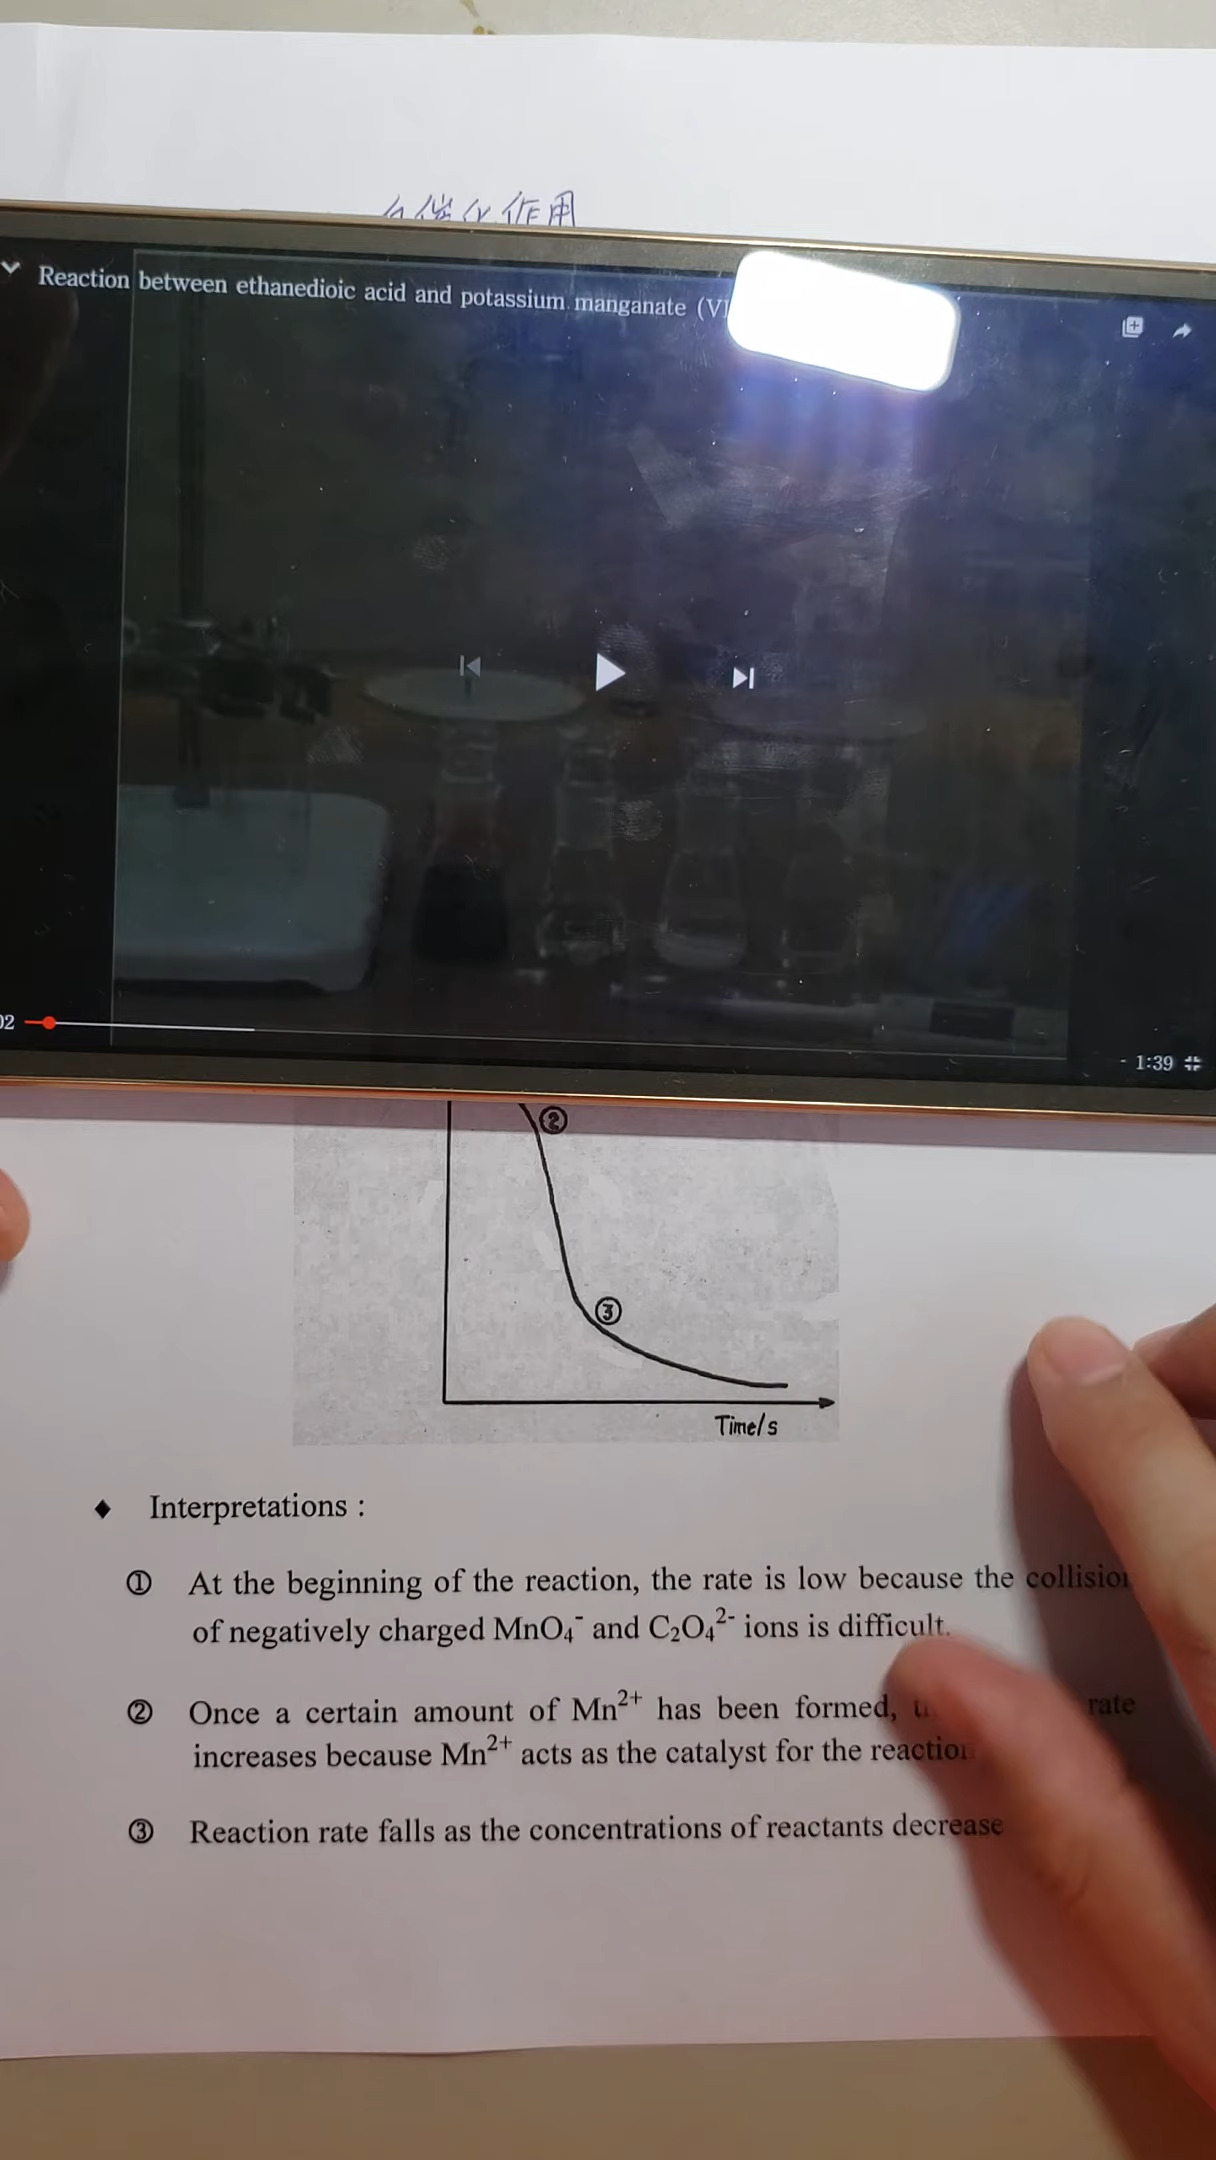 作用
Reaction between ethanedioic acid and potassium manganate
02
- 1:39
②
③
Time/s
♦ Interpretations :
① At the beginning of the reaction, the rate is low because the
of negatively charged MnO₄⁻ and C₂O₄²⁻ ions is difficult.
② Once a certain amount of Mn²⁺ has been formed, rate
increases because Mn²⁺ acts as the catalyst for the
③ Reaction rate falls as the concentrations of reactants decrease